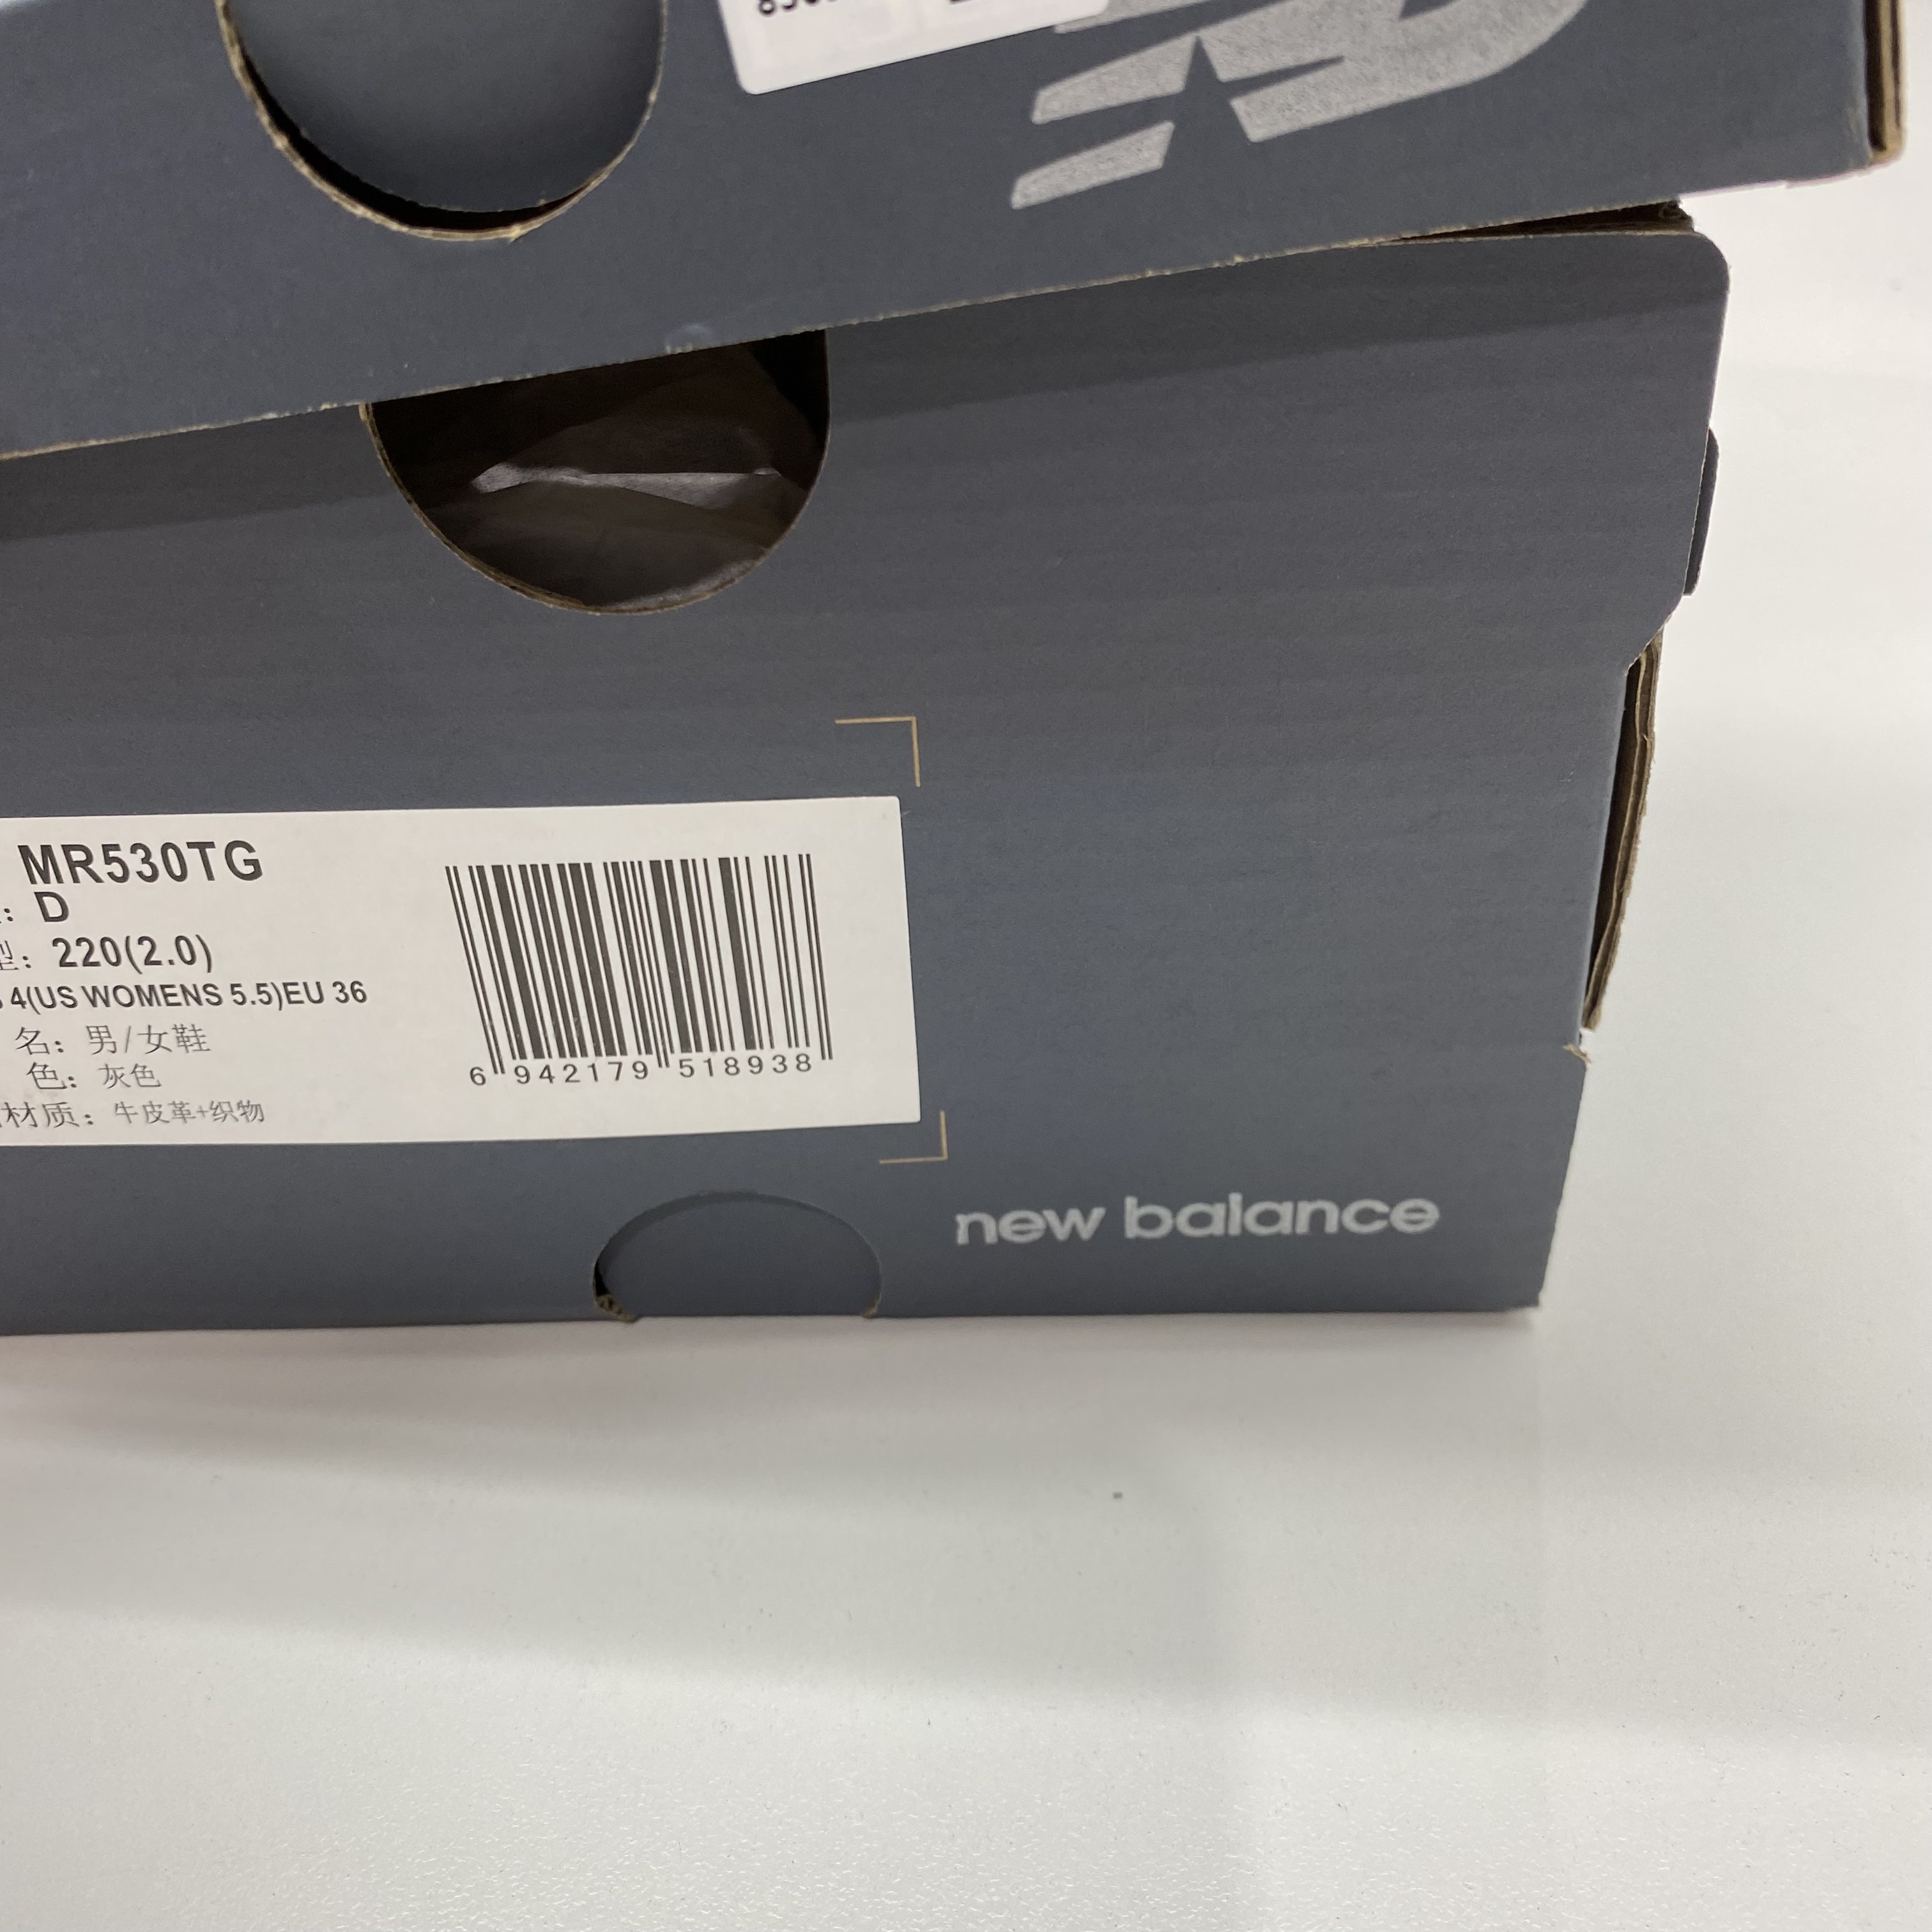 MR530TG
: D
型: 220(2.0)
4(US WOMENS 5.5)EU 36
名: 男/女鞋
色: 灰色
材质: 牛皮革+织物
6 942179 518938
new balance